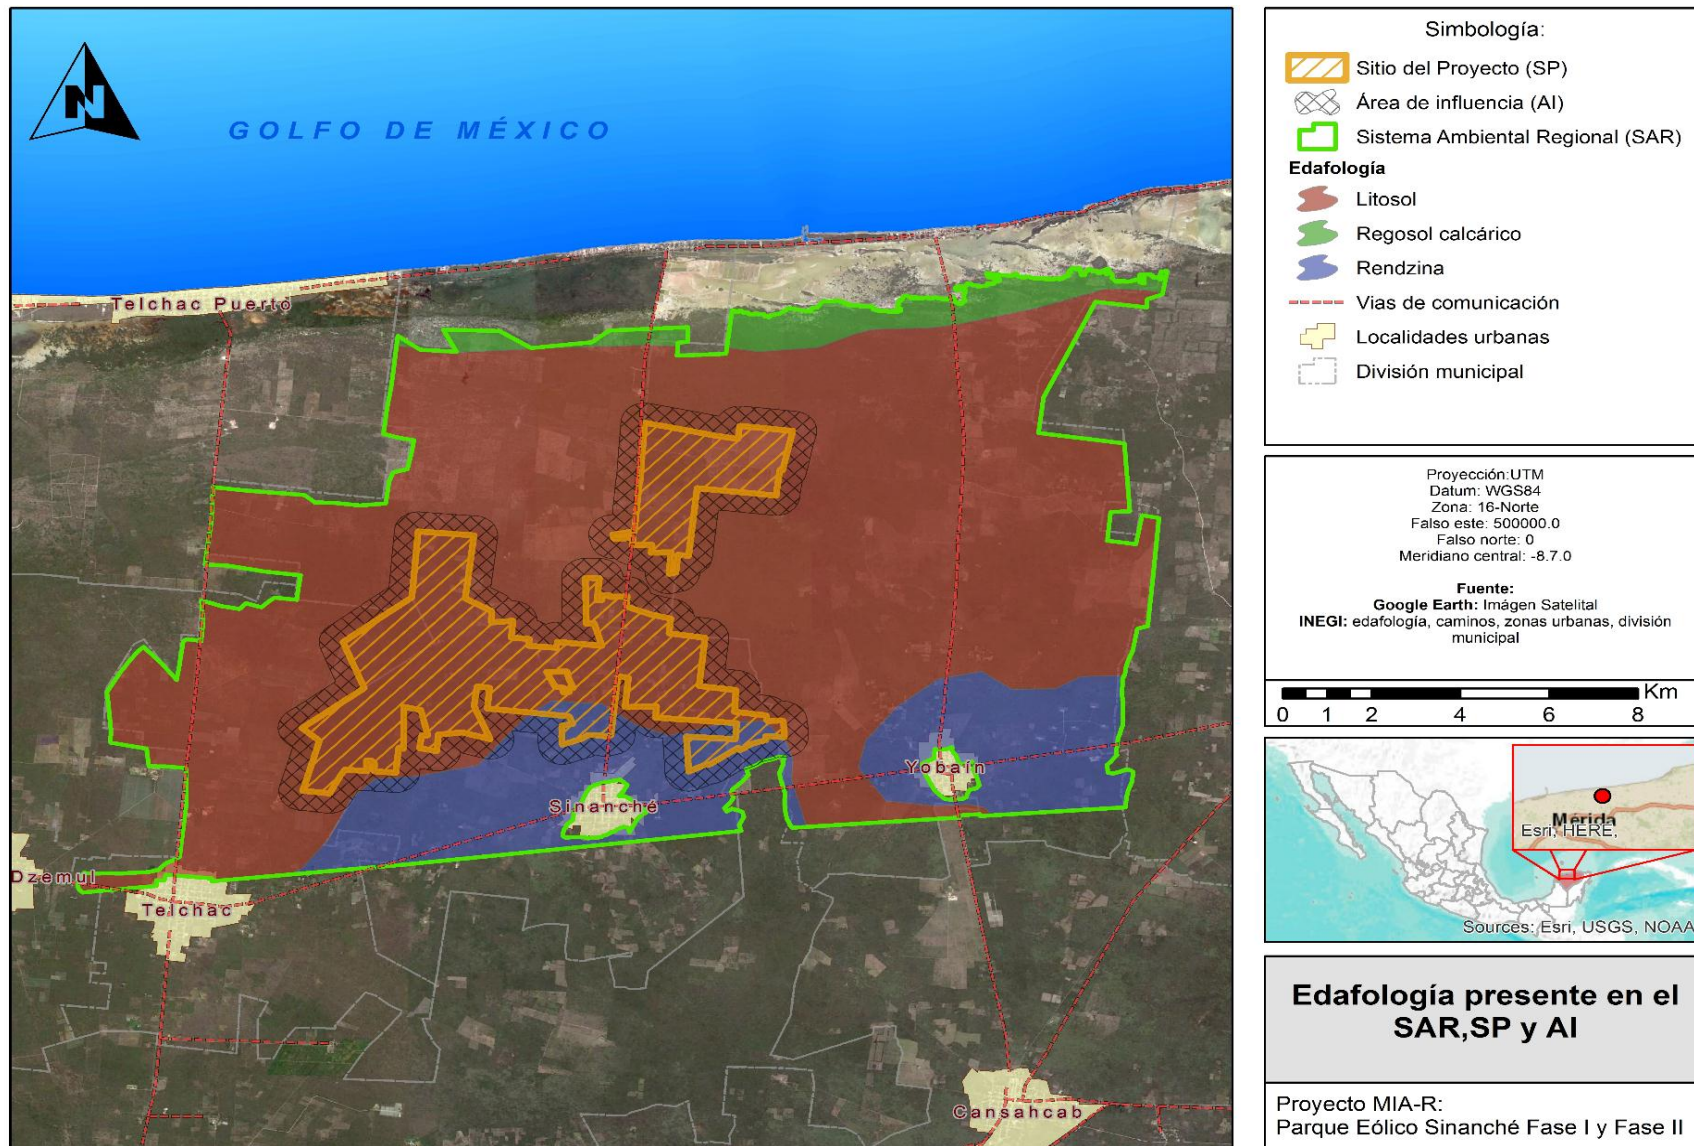 N
GOLFO DE MÉXICO
Telchac Puerto
Sinanché
Yobaín
Dzemul
Telchac
Cansahcab
Simbología:
Sitio del Proyecto (SP)
Área de influencia (AI)
Sistema Ambiental Regional (SAR)
Edafología
Litosol
Regosol calcárico
Rendzina
Vias de comunicación
Localidades urbanas
División municipal
Proyección:UTM
Datum: WGS84
Zona: 16-Norte
Falso este: 500000.0
Falso norte: 0
Meridiano central: -8.7.0
Fuente:
Google Earth: Imágen Satelital
INEGI: edafología, caminos, zonas urbanas, división
municipal
Km
0 1 2 4 6 8
Mérida
Esri, HERE,
Sources: Esri, USGS, NOAA
Edafología presente en el
SAR,SP y AI
Proyecto MIA-R:
Parque Eólico Sinanché Fase I y Fase II